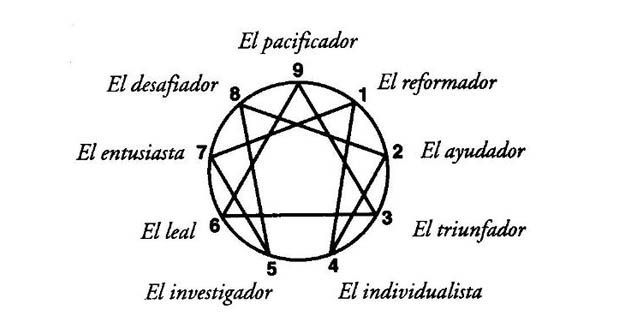 El pacificador
9
El desafiador 8
1 El reformador
El entusiasta 7
2 El ayudador
El leal 6
3 El triunfador
5
4
El investigador
El individualista